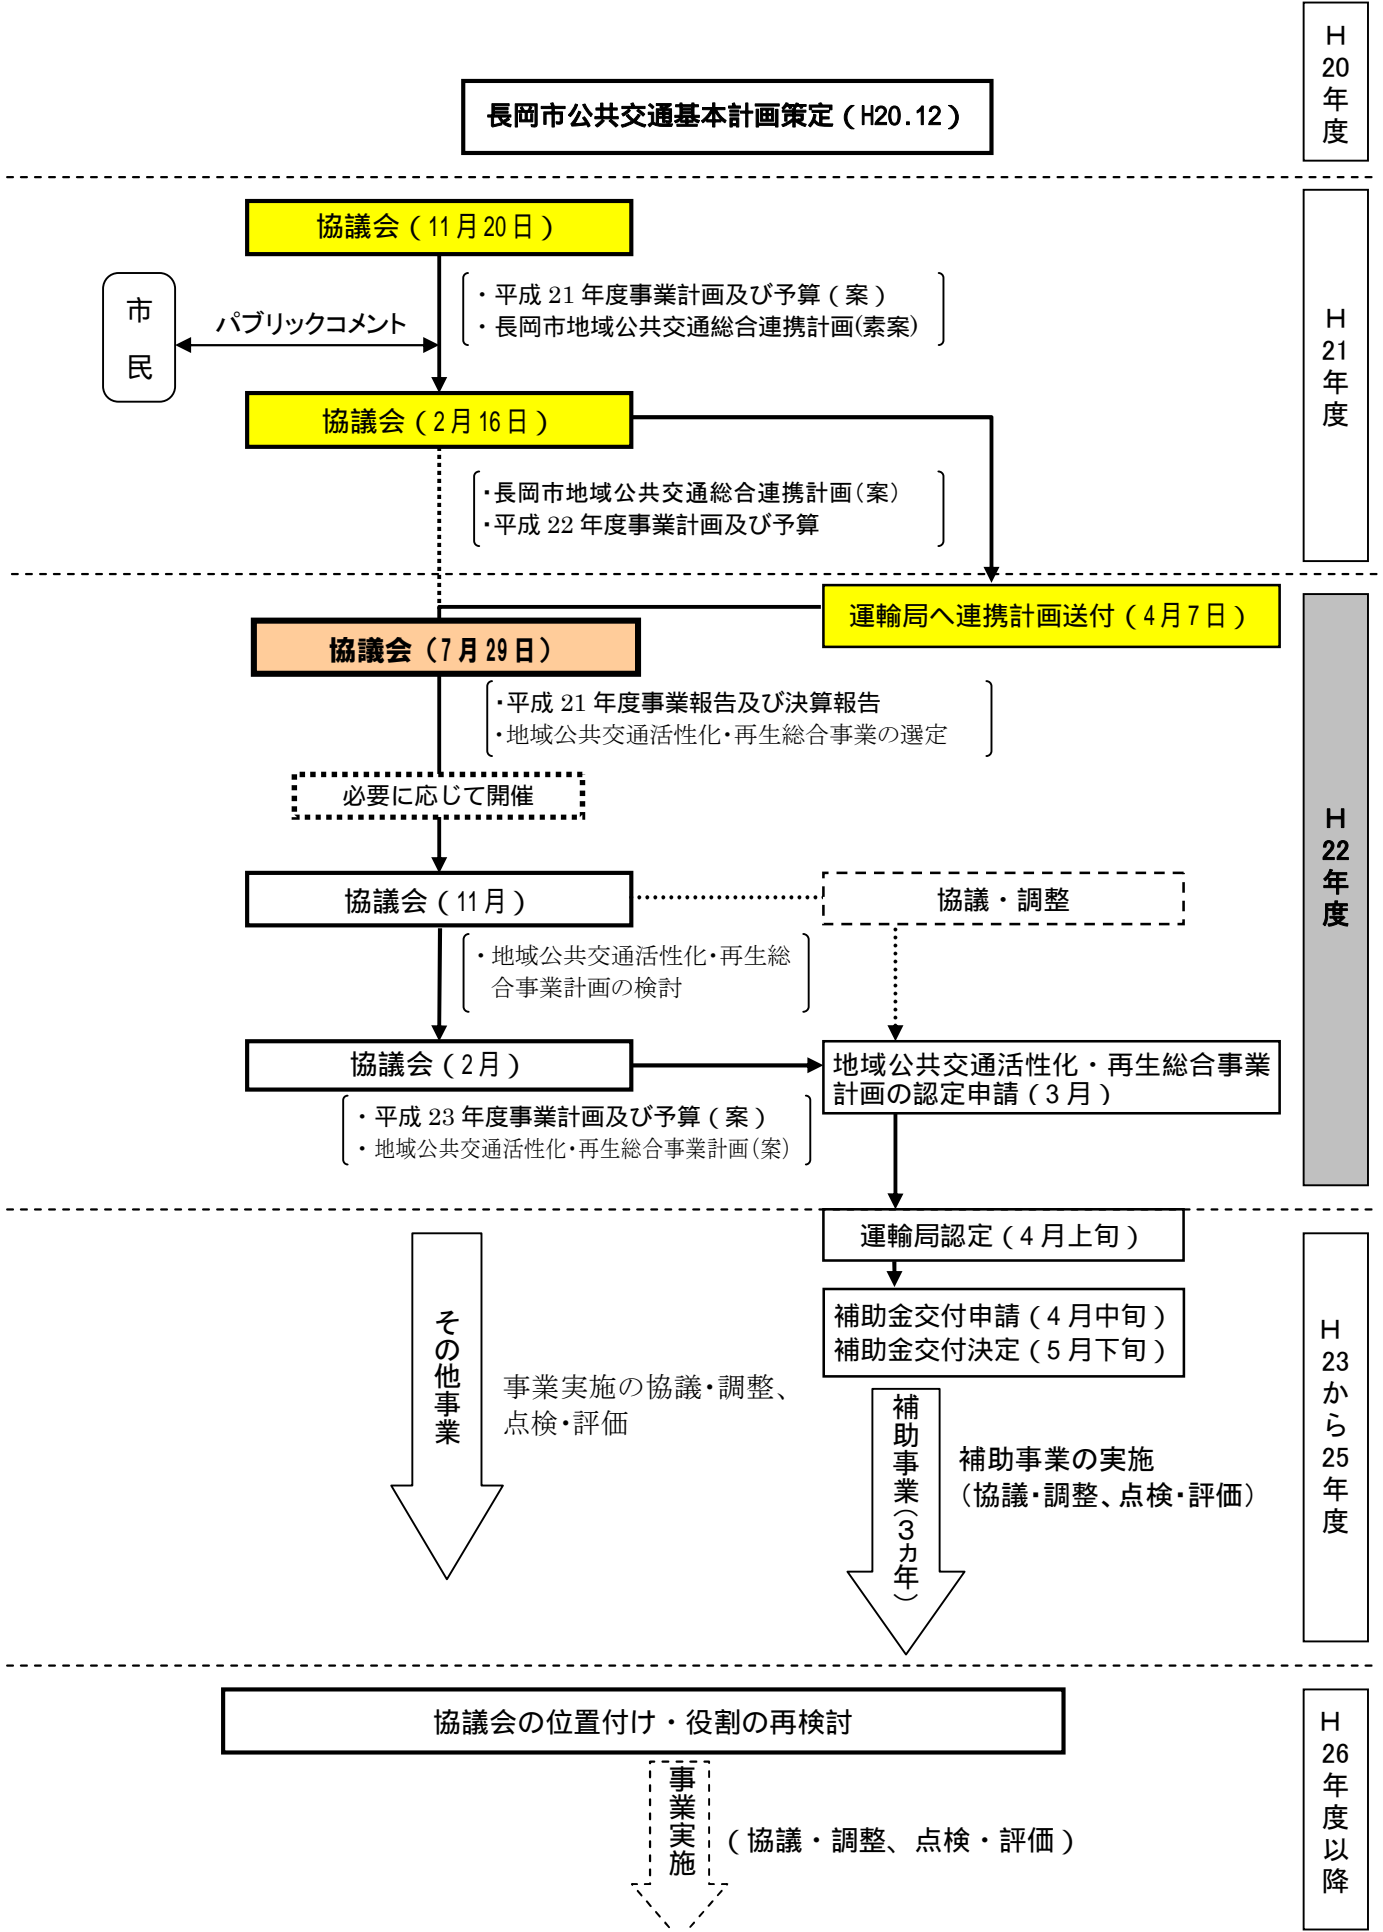 H20年度
長岡市公共交通基本計画策定（H20.12）
H21年度
協議会（11月20日）
・平成 21 年度事業計画及び予算（案）
・長岡市地域公共交通総合連携計画(素案)
市民
パブリックコメント
協議会（2月16日）
・長岡市地域公共交通総合連携計画（案）
・平成 22 年度事業計画及び予算
H22年度
運輸局へ連携計画送付（4月7日）
協議会（7月29日）
・平成 21 年度事業報告及び決算報告
・地域公共交通活性化・再生総合事業の選定
必要に応じて開催
協議会（11月）
協議・調整
・地域公共交通活性化・再生総
合事業計画の検討
協議会（2月）
地域公共交通活性化・再生総合事業
計画の認定申請（3月）
・平成 23 年度事業計画及び予算（案）
・地域公共交通活性化・再生総合事業計画（案）
H23から25年度
運輸局認定（4月上旬）
補助金交付申請（4月中旬）
補助金交付決定（5月下旬）
その他事業
事業実施の協議・調整、
点検・評価
補助事業（3カ年）
補助事業の実施
（協議・調整、点検・評価）
H26年度以降
協議会の位置付け・役割の再検討
事業実施
（協議・調整、点検・評価）